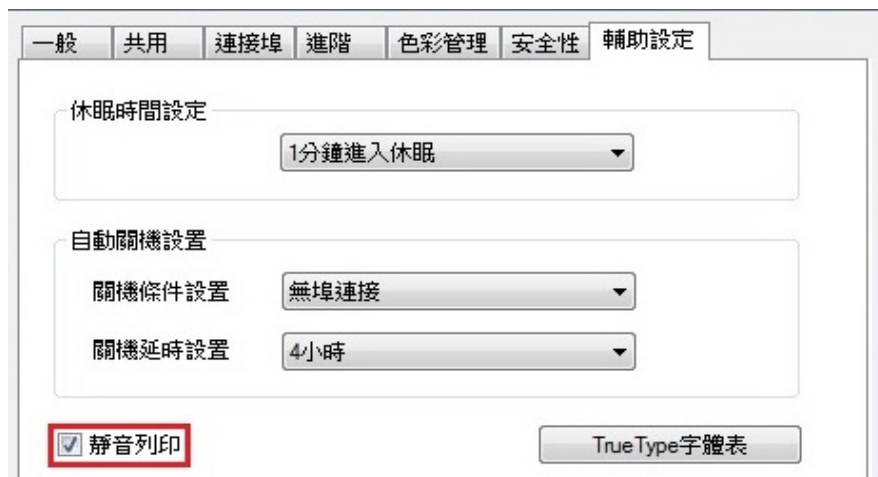 一般 共用 連接埠 進階 色彩管理 安全性 輔助設定
休眠時間設定
1分鐘進入休眠
自動關機設置
關機條件設置 無埠連接
關機延時設置 4小時
靜音列印 TrueType字體表